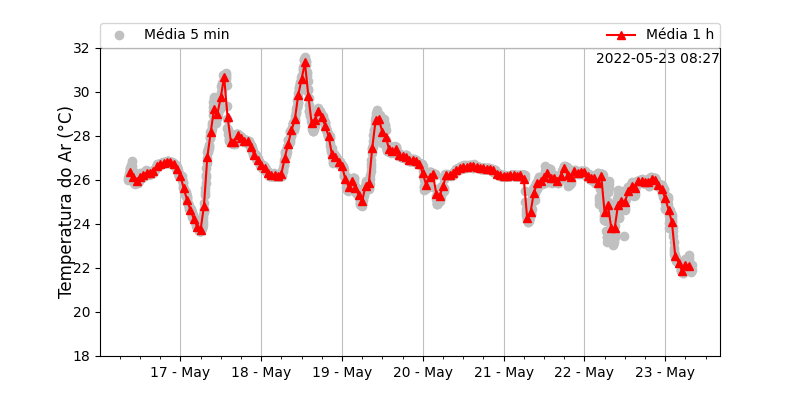 Média 5 min
Média 1 h
2022-05-23 08:27
Temperatura do Ar (°C)
32
30
28
26
24
22
20
18
17 - May
18 - May
19 - May
20 - May
21 - May
22 - May
23 - May